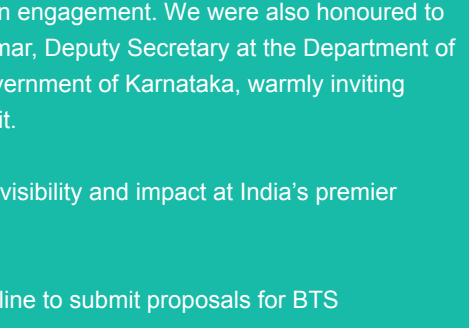 n engagement. We were also honoured to
mar, Deputy Secretary at the Department of
vernment of Karnataka, warmly inviting
it.
visibility and impact at India's premier
line to submit proposals for BTS